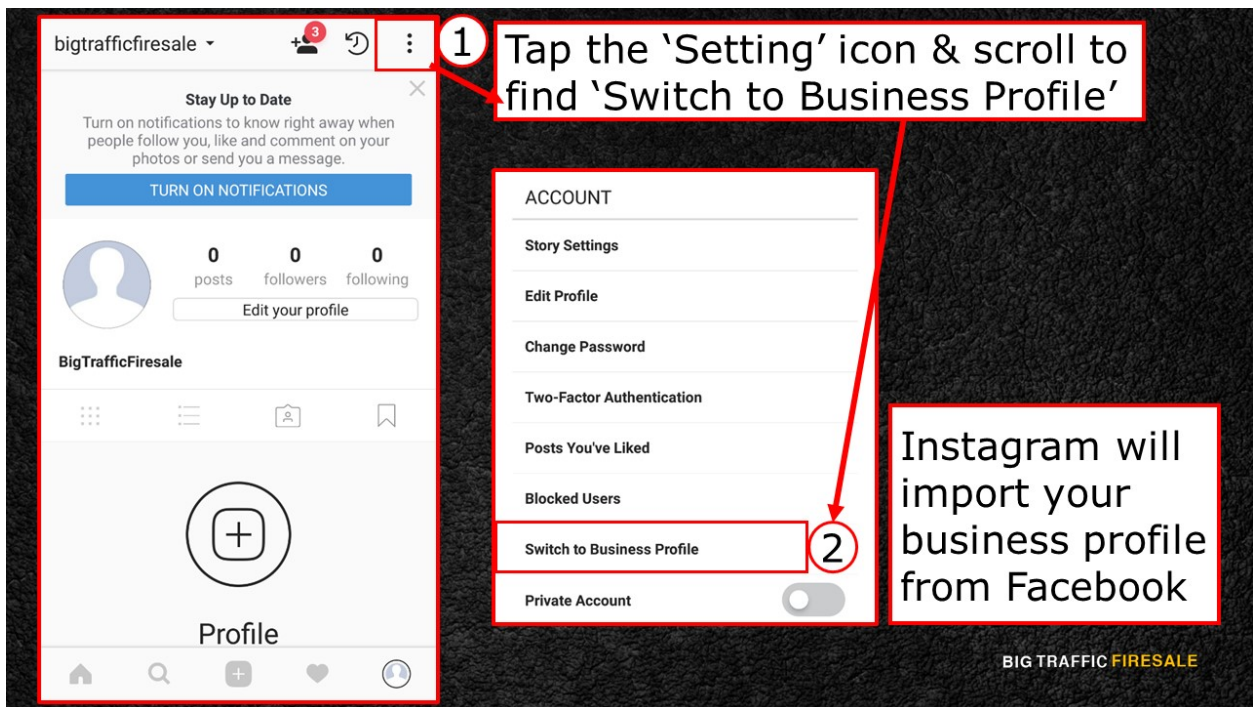 bigtrafficfiresale
3
1
Tap the ‘Setting’ icon & scroll to
find ‘Switch to Business Profile’
Stay Up to Date
Turn on notifications to know right away when
people follow you, like and comment on your
photos or send you a message.
TURN ON NOTIFICATIONS
0 0 0
posts followers following
Edit your profile
BigTrafficFiresale
Profile
ACCOUNT
Story Settings
Edit Profile
Change Password
Two-Factor Authentication
Posts You've Liked
Blocked Users
Switch to Business Profile
2
Private Account
Instagram will
import your
business profile
from Facebook
BIG TRAFFIC FIRESALE